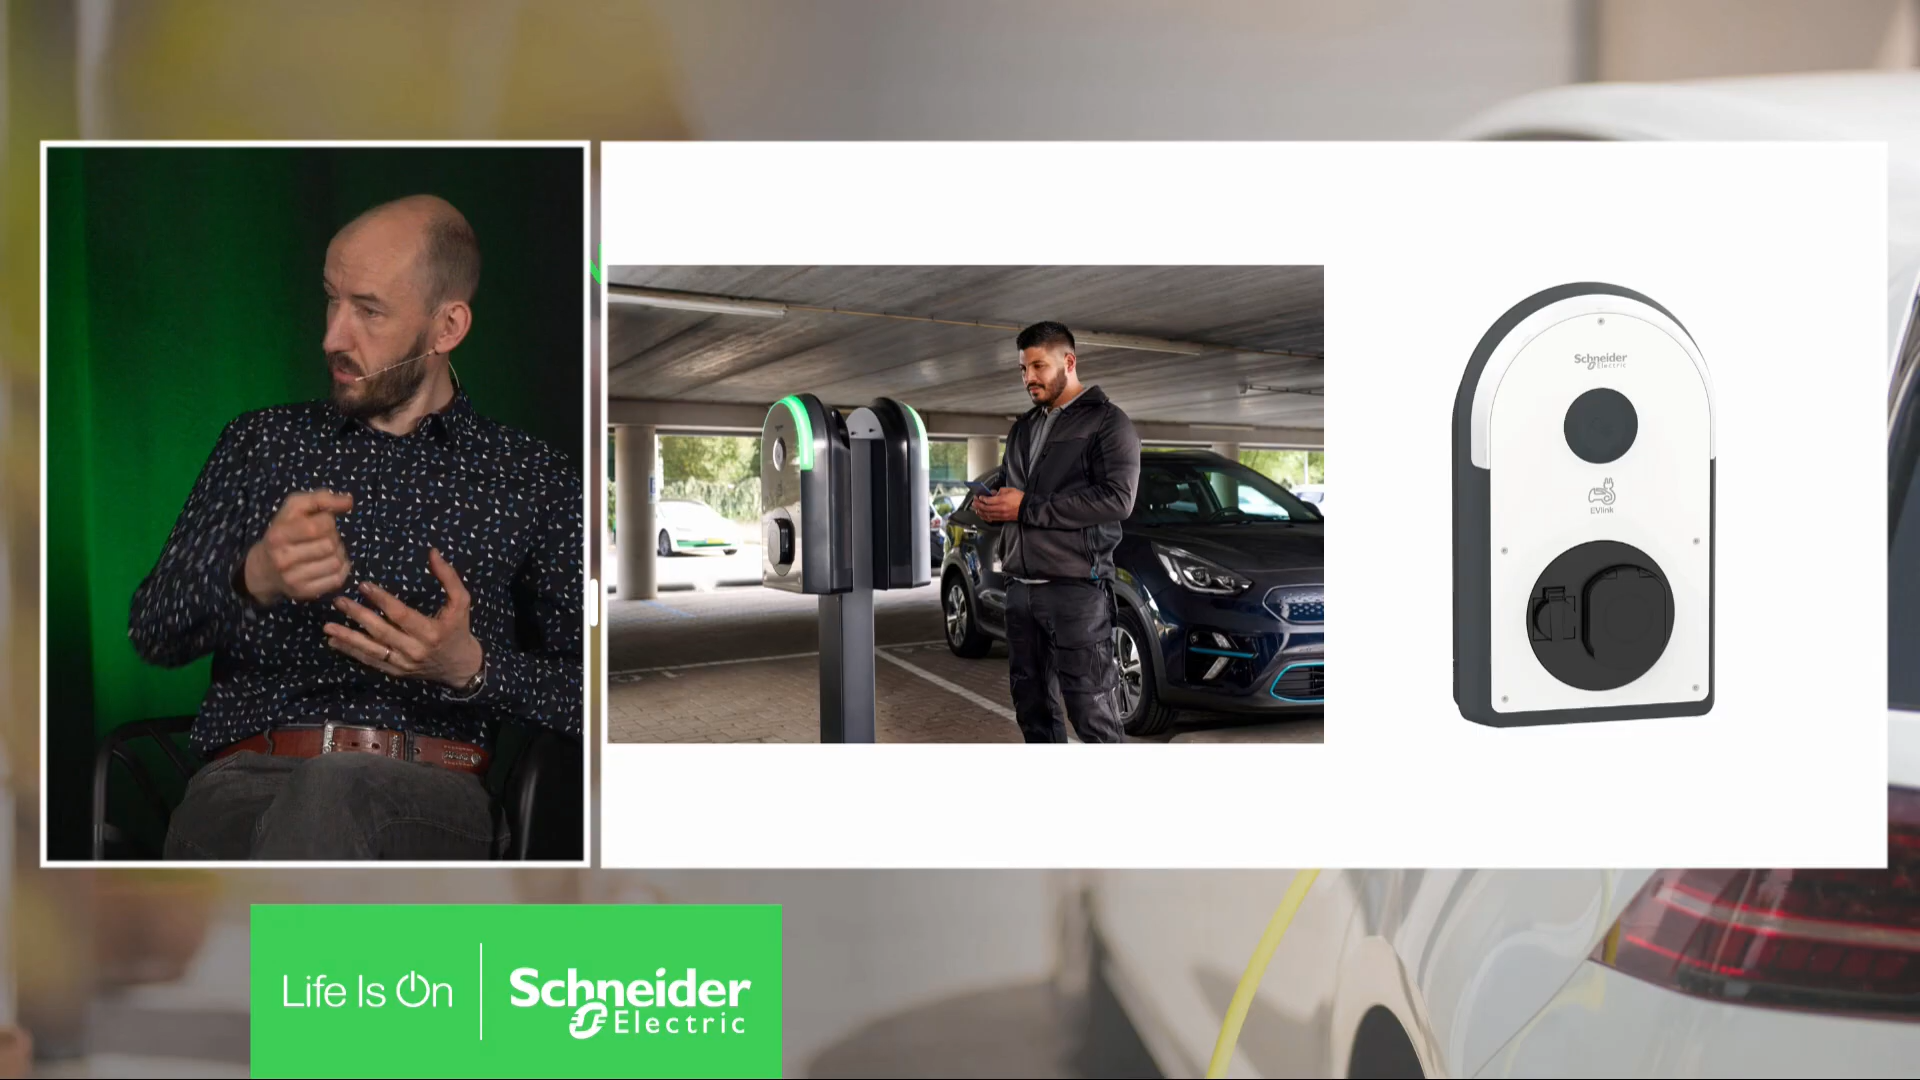 Schneider
Electric
EVlink
Life Is On
Schneider
Electric